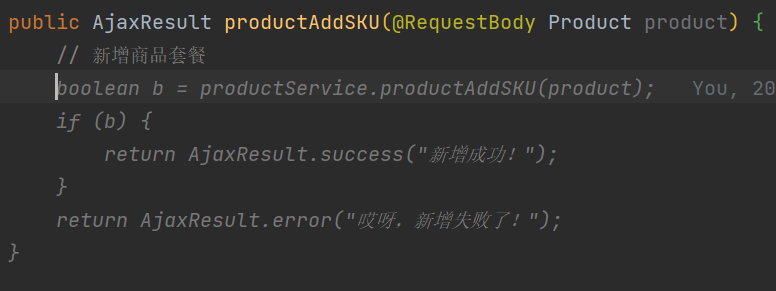 public AjaxResult productAddSKU(@RequestBody Product product) {
// 新增商品套餐
boolean b = productService.productAddSKU(product); You, 20
if (b) {
return AjaxResult.success("新增成功！");
}
return AjaxResult.error("哎呀，新增失败了！");
}